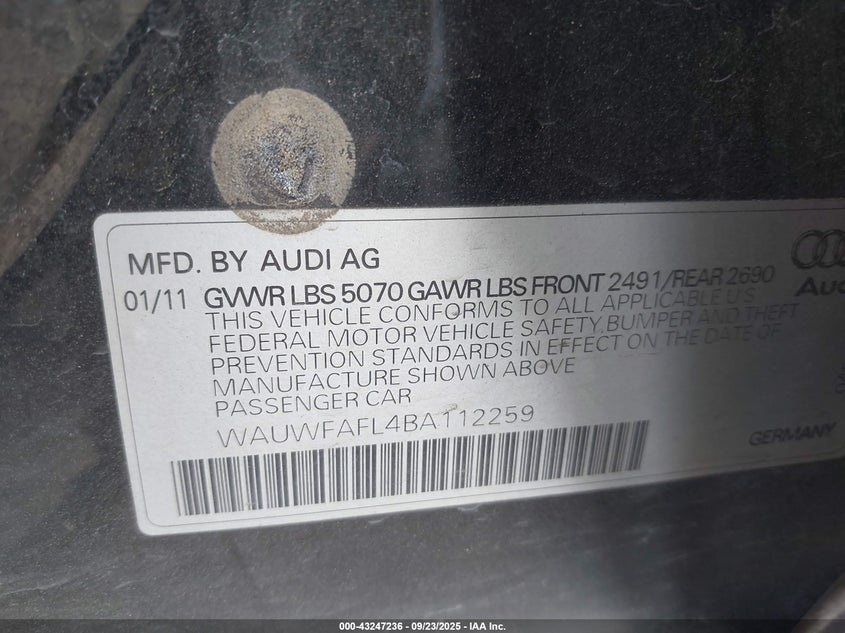 MFD. BY AUDI AG
01/11 GVWR LBS 5070 GAWR LBS FRONT 2491/REAR 2690
THIS VEHICLE CONFORMS TO ALL APPLICABLE U.S
FEDERAL MOTOR VEHICLE SAFETY, BUMPER AND THEFT
PREVENTION STANDARDS IN EFFECT ON THE DATE OF
MANUFACTURE SHOWN ABOVE
PASSENGER CAR
WAUWFAFL4BA112259
Aud
GERMANY
000-43247236 - 09/23/2025 - IAA Inc.